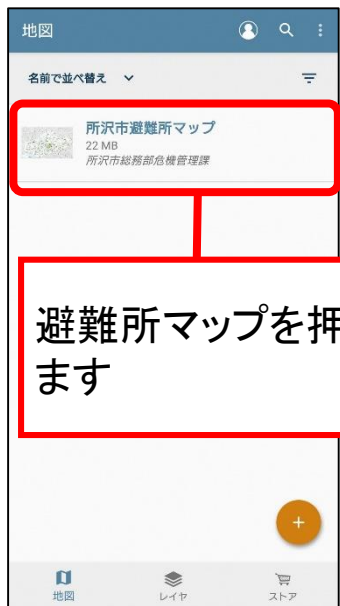 地図
名前で並べ替え
所沢市避難所マップ
22 MB
所沢市総務部危機管理課
避難所マップを押
ます
+
地図
レイヤ
ストア